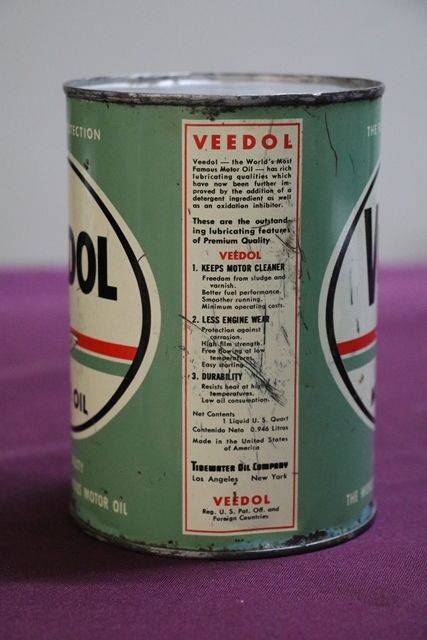 TECTION
DOL
OIL
MOTOR OIL
VEEDOL
Veedol — the World's Most
Famous Motor Oil — has rich
lubricating qualities which
have now been further im-
proved by the addition of a
detergent ingredient as well
as an oxidation inhibitor.
These are the outstand-
ing lubricating features
of Premium Quality
VEEDOL
1. KEEPS MOTOR CLEANER
Freedom from sludge and
varnish.
Better fuel performance.
Smoother running.
Minimum operating costs.
2. LESS ENGINE WEAR
Protection against
corrosion.
High film strength.
Free flowing at low
temperatures.
Easy starting.
3. DURABILITY
Resists heat at high
temperatures.
Low oil consumption.
Net Contents
1 Liquid U. S. Quart
Contenido Neto 0.946 Litros
Made in the United States
of America
TIDEWATER OIL COMPANY
Los Angeles New York
VEEDOL
Reg. U. S. Pat. Off. and
Foreign Countries
THE
V
THE